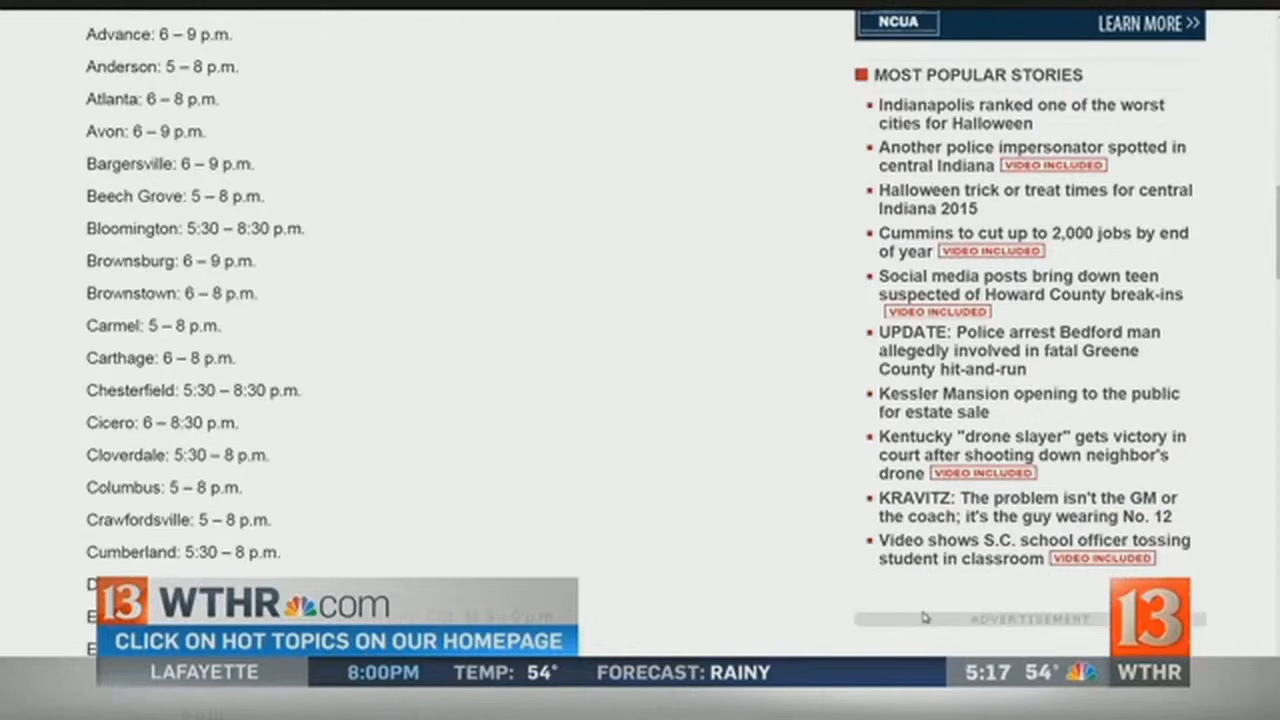 Advance: 6 – 9 p.m.
Anderson: 5 – 8 p.m.
Atlanta: 6 – 8 p.m.
Avon: 6 – 9 p.m.
Bargersville: 6 – 9 p.m.
Beech Grove: 5 – 8 p.m.
Bloomington: 5:30 – 8:30 p.m.
Brownsburg: 6 – 9 p.m.
Brownstown: 6 – 8 p.m.
Carmel: 5 – 8 p.m.
Carthage: 6 – 8 p.m.
Chesterfield: 5:30 – 8:30 p.m.
Cicero: 6 – 8:30 p.m.
Cloverdale: 5:30 – 8 p.m.
Columbus: 5 – 8 p.m.
Crawfordsville: 5 – 8 p.m.
Cumberland: 5:30 – 8 p.m.
NCUA
LEARN MORE >>
MOST POPULAR STORIES
Indianapolis ranked one of the worst
cities for Halloween
Another police impersonator spotted in
central Indiana VIDEO INCLUDED
Halloween trick or treat times for central
Indiana 2015
Cummins to cut up to 2,000 jobs by end
of year VIDEO INCLUDED
Social media posts bring down teen
suspected of Howard County break-ins
VIDEO INCLUDED
UPDATE: Police arrest Bedford man
allegedly involved in fatal Greene
County hit-and-run
Kessler Mansion opening to the public
for estate sale
Kentucky "drone slayer" gets victory in
court after shooting down neighbor's
drone VIDEO INCLUDED
KRAVITZ: The problem isn't the GM or
the coach; it's the guy wearing No. 12
Video shows S.C. school officer tossing
student in classroom VIDEO INCLUDED
ADVERTISEMENT
13 WTHR.com
CLICK ON HOT TOPICS ON OUR HOMEPAGE
13
LAFAYETTE 8:00PM TEMP: 54° FORECAST: RAINY 5:17 54° WTHR